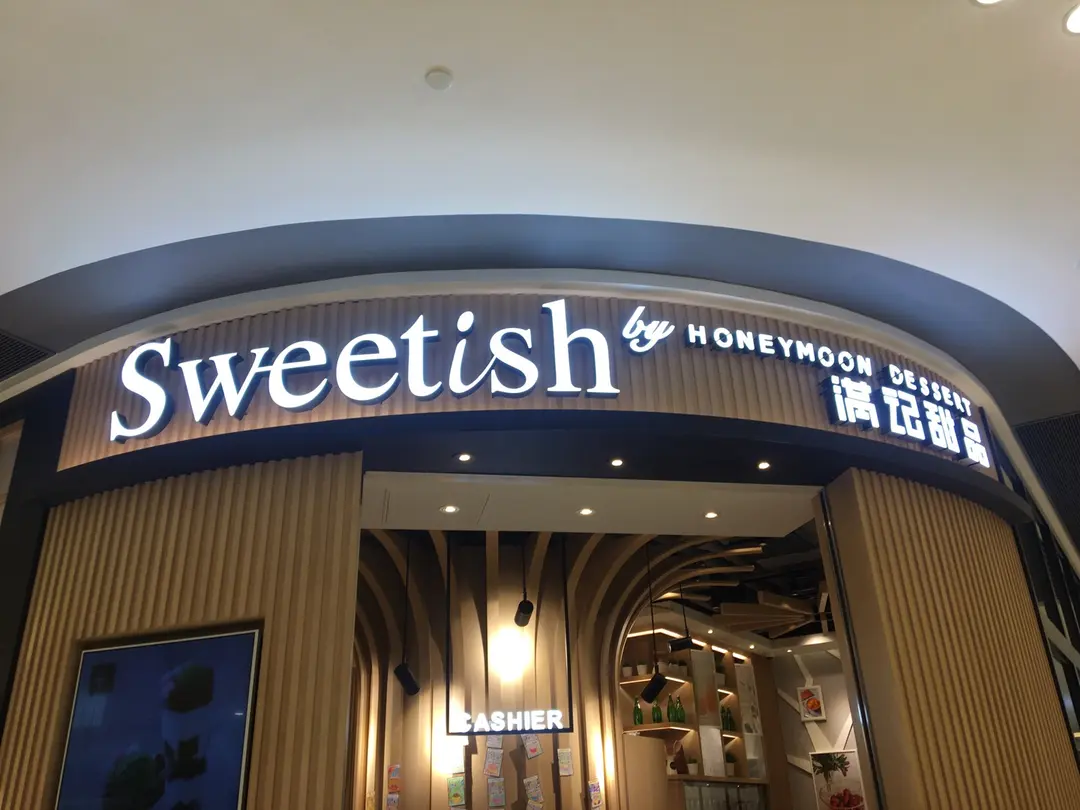 Sweetish by HONEYMOON DESSERT
满记甜品
CASHIER